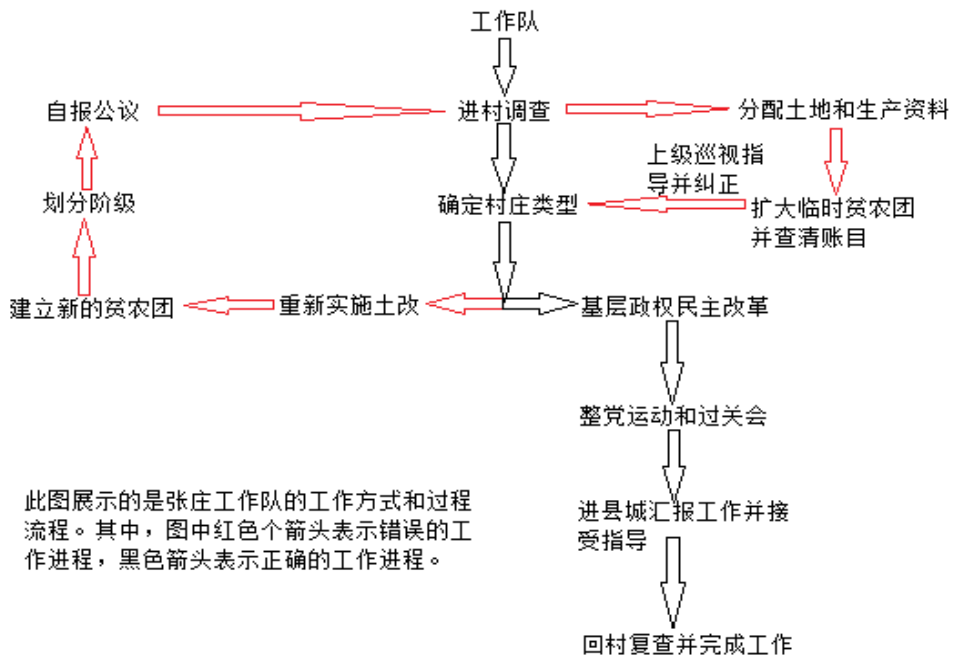 工作队
自报公议
进村调查
分配土地和生产资料
上级巡视指
导并纠正
划分阶级
确定村庄类型
扩大临时贫农团
并查清账目
建立新的贫农团
重新实施土改
基层政权民主改革
整党运动和过关会
此图展示的是张庄工作队的工作方式和过程
流程。其中，图中红色个箭头表示错误的工
作进程，黑色箭头表示正确的工作进程。
进县城汇报工作并接
受指导
回村复查并完成工作